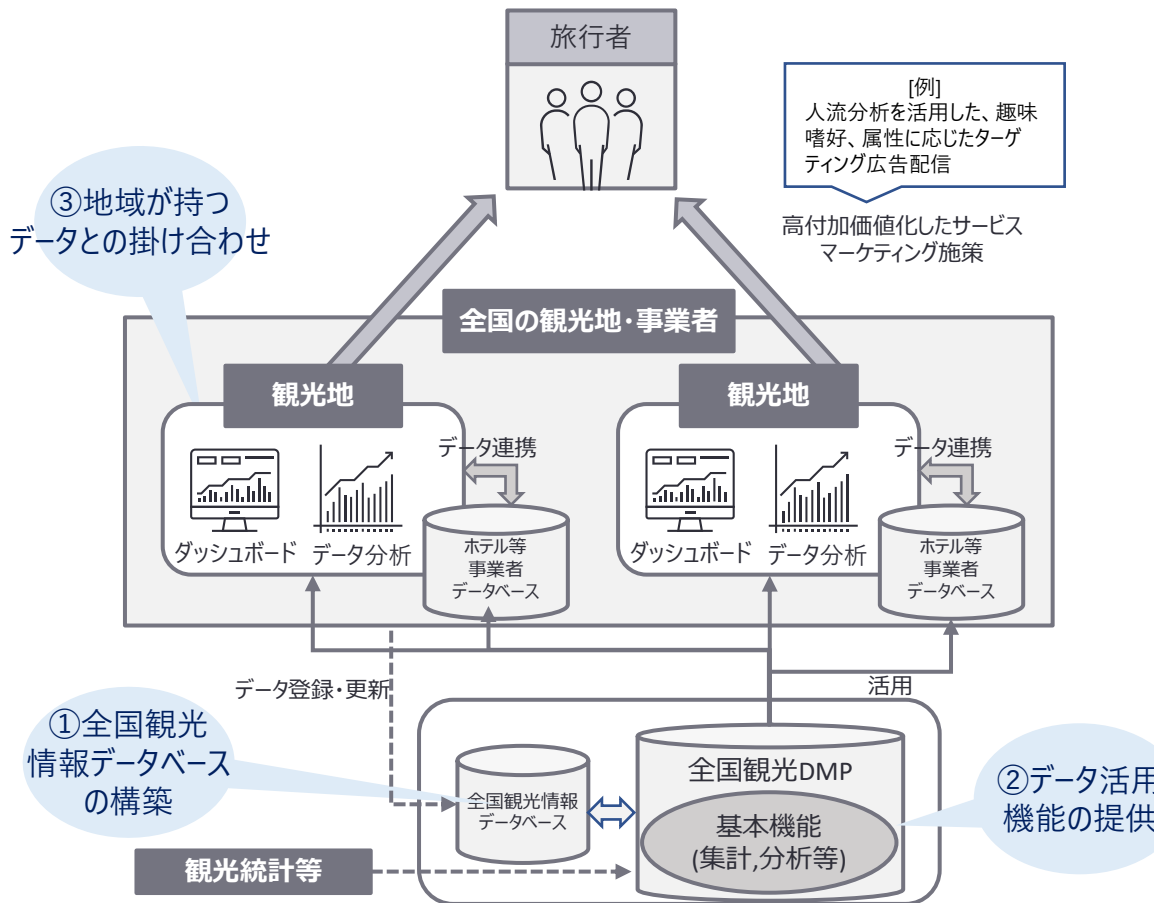 旅行者
[例]
人流分析を活用した、趣味
嗜好、属性に応じたターゲ
ティング広告配信
③地域が持つ
データとの掛け合わせ
高付加価値化したサービス
マーケティング施策
全国の観光地・事業者
観光地
観光地
データ連携
データ連携
ダッシュボード
データ分析
ホテル等
事業者
データベース
ダッシュボード
データ分析
ホテル等
事業者
データベース
データ登録・更新
活用
①全国観光
情報データベース
の構築
全国観光情報
データベース
全国観光DMP
基本機能
(集計,分析等)
②データ活用
機能の提供
観光統計等